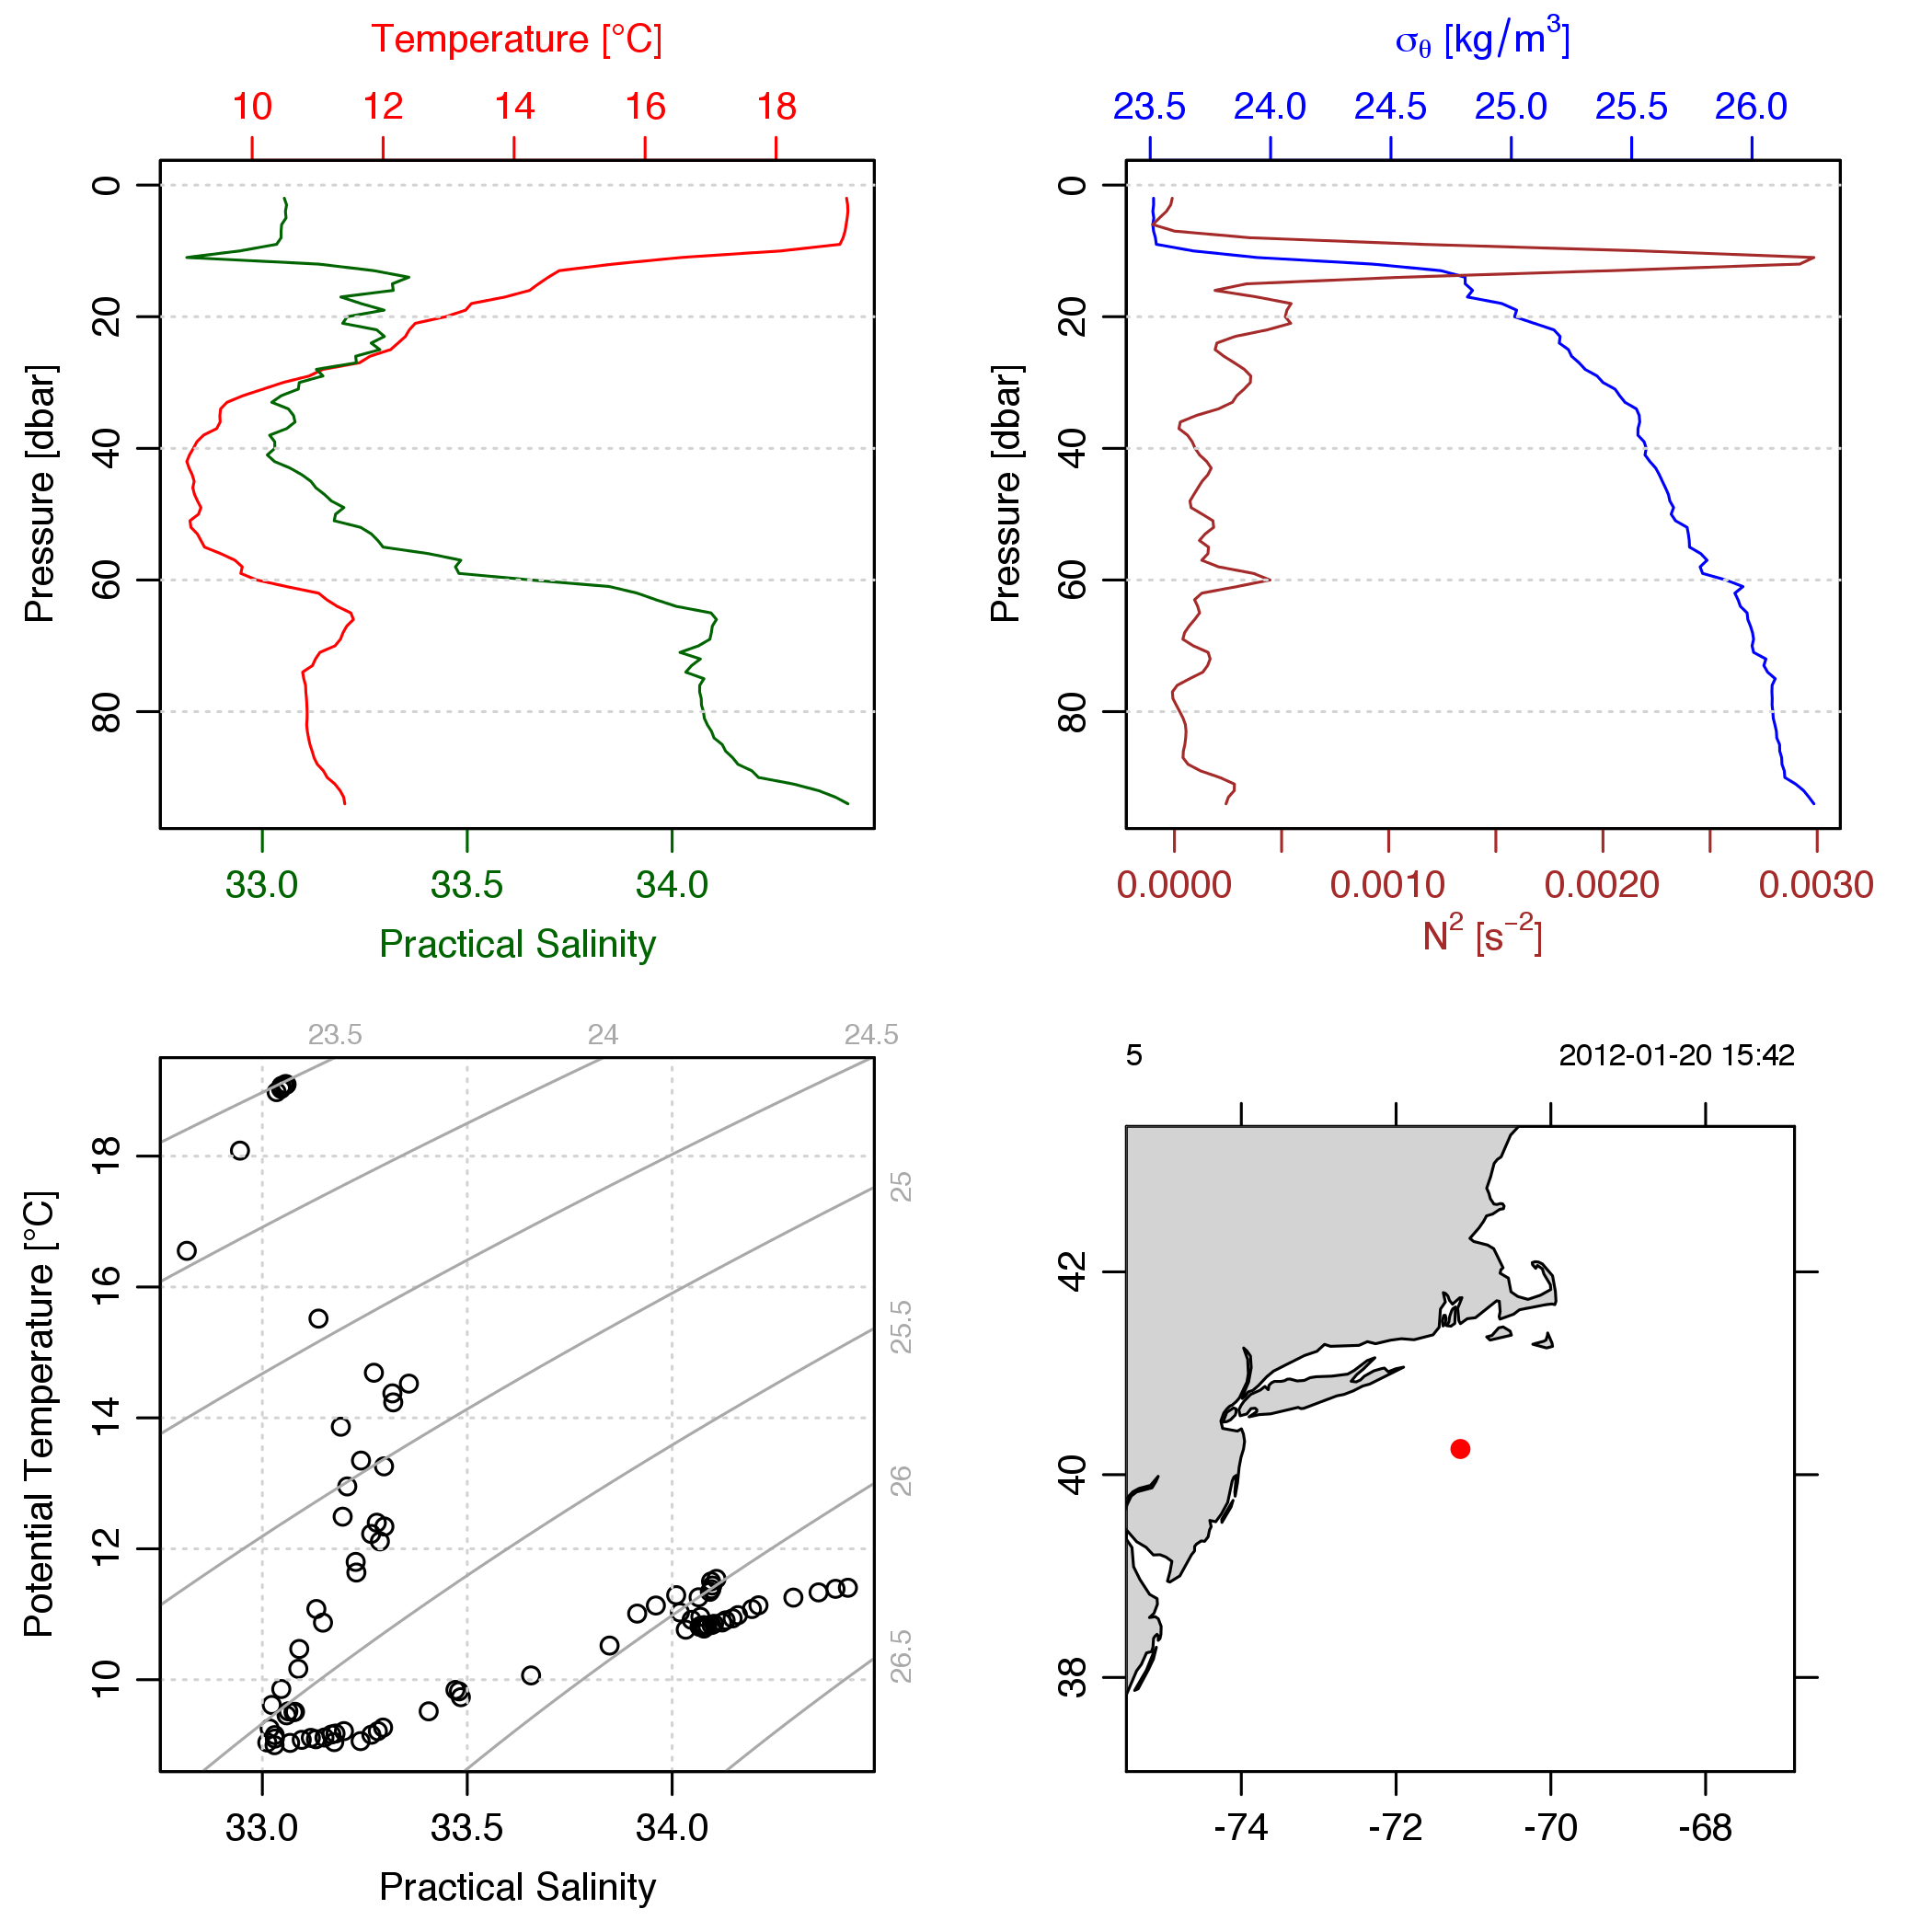 Temperature [°C]
10 12 14 16 18
0
20
40
60
80
Pressure [dbar]
33.0 33.5 34.0
Practical Salinity
σθ [kg/m³]
23.5 24.0 24.5 25.0 25.5 26.0
0
20
40
60
80
Pressure [dbar]
0.0000 0.0010 0.0020 0.0030
N² [s⁻²]
23.5 24 24.5
25
25.5
26
26.5
18
16
14
12
10
Potential Temperature [°C]
33.0 33.5 34.0
Practical Salinity
5 2012-01-20 15:42
42
40
38
-74 -72 -70 -68